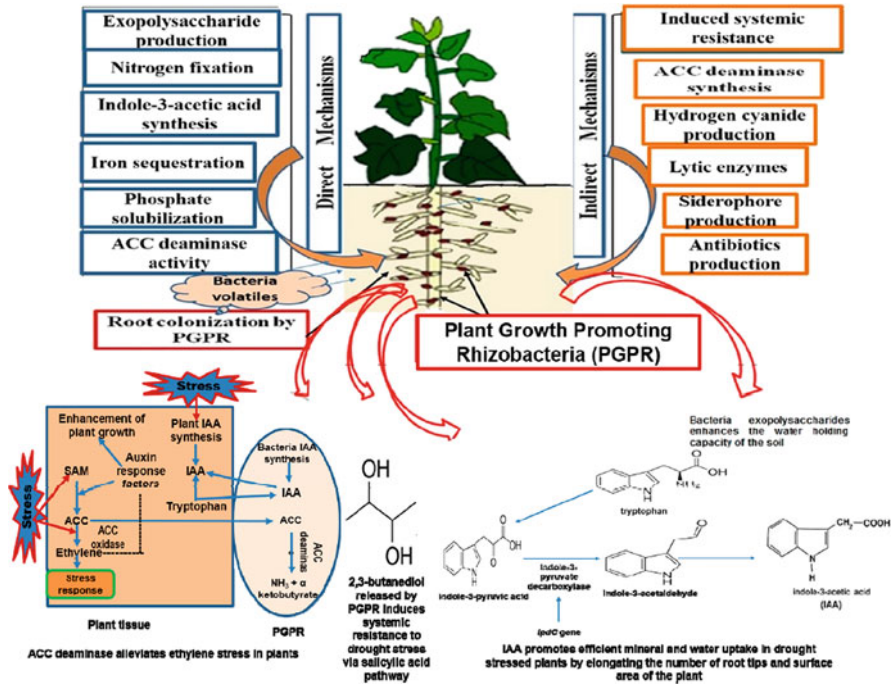 Exopolysaccharide
production
Nitrogen fixation
Indole-3-acetic acid
synthesis
Iron sequestration
Phosphate
solubilization
ACC deaminase
activity
Direct Mechanisms
Bacteria
volatiles
Root colonization by
PGPR
Indirect Mechanisms
Induced systemic
resistance
ACC deaminase
synthesis
Hydrogen cyanide
production
Lytic enzymes
Siderophore
production
Antibiotics
production
Plant Growth Promoting
Rhizobacteria (PGPR)
Stress
Stress
Enhancement of
plant growth
Plant IAA
synthesis
SAM
Auxin
response
factors
IAA
Tryptophan
ACC
ACC
oxidase
Ethylene
Stress
response
Plant tissue
Bacteria IAA
synthesis
IAA
ACC
ACC
deaminas
NH3 + α
ketobutyrate
PGPR
ACC deaminase alleviates ethylene stress in plants
OH
OH
2,3-butanediol
released by
PGPR induces
systemic
resistance to
drought stress
via salicylic acid
pathway
Bacteria exopolysaccharides
enhances the water holding
capacity of the soil
O
OH
N
H
tryptophan
O
OH
O
N
H
indole-3-pyruvic acid
Indole-3-
pyruvate
decarboxylase
ipdC gene
O
N
H
indole-3-acetaldehyde
CH2-COOH
N
H
indole-3-acetic acid
(IAA)
IAA promotes efficient mineral and water uptake in drought
stressed plants by elongating the number of root tips and surface
area of the plant